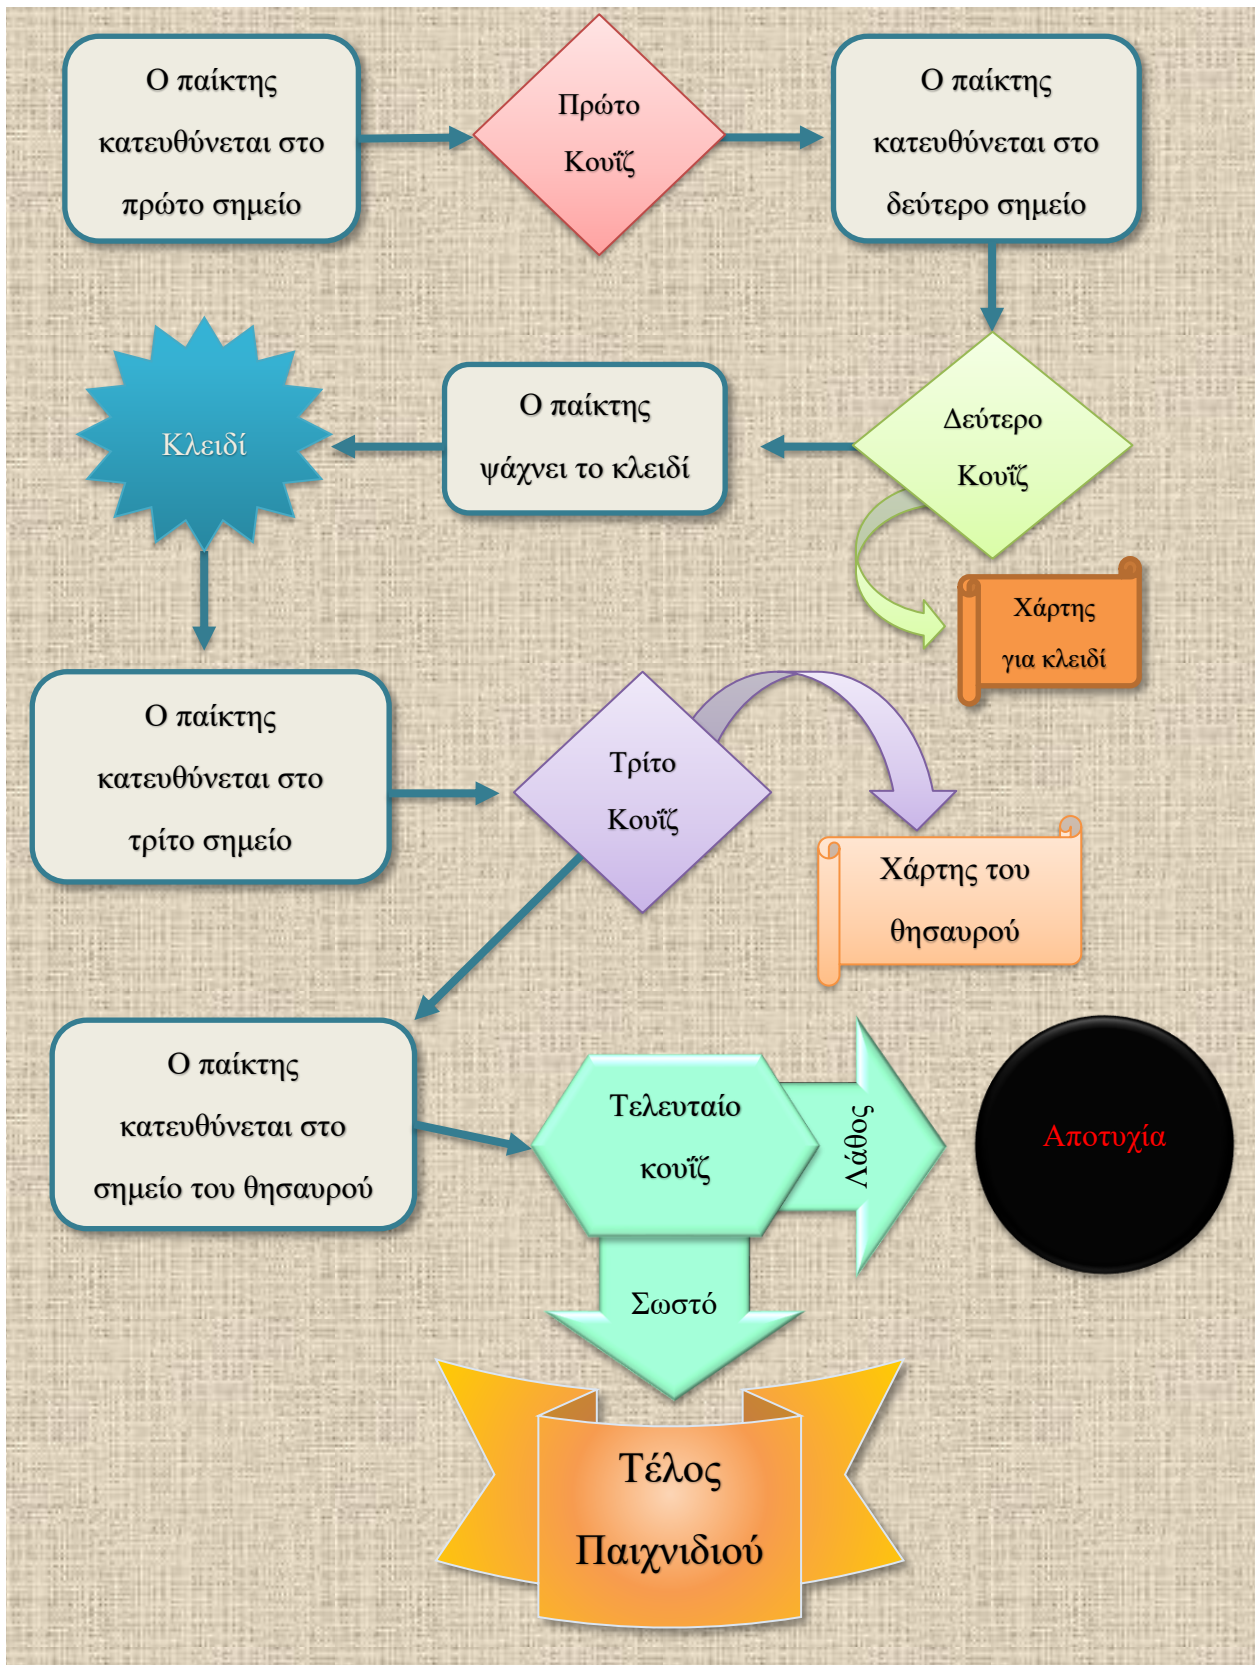 Ο παίκτης
κατευθύνεται στο
πρώτο σημείο
Πρώτο
Κουΐζ
Ο παίκτης
κατευθύνεται στο
δεύτερο σημείο
Κλειδί
Ο παίκτης
ψάχνει το κλειδί
Δεύτερο
Κουΐζ
Χάρτης
για κλειδί
Ο παίκτης
κατευθύνεται στο
τρίτο σημείο
Τρίτο
Κουΐζ
Χάρτης του
θησαυρού
Ο παίκτης
κατευθύνεται στο
σημείο του θησαυρού
Τελευταίο
κουΐζ
Λάθος
Αποτυχία
Σωστό
Τέλος
Παιχνιδιού